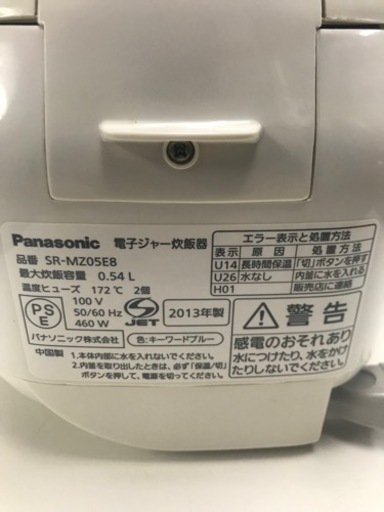 Panasonic 電子ジャー炊飯器
品番 SR-MZ05E8
最大炊飯容量 0.54 L
温度ヒューズ 172℃ 2個
PSE
100 V
50/60 Hz
460 W
JET
2013年製
パナソニック株式会社
色:キーワードブルー
中国製
1.本体内部に水を入れないでください。
2.内釜を取り出したときは、必ず「保温/切」
ボタンを押して、電源を切ってください。
エラー表示と処置方法
表示 原因 処置方法
U14 長時間保温 「切」ボタンを押す
U26 水なし 内釜に水を入れる
H01 販売店に連絡
警告
感電のおそれあり
水につけたり、水をかけ
たりしないでください。